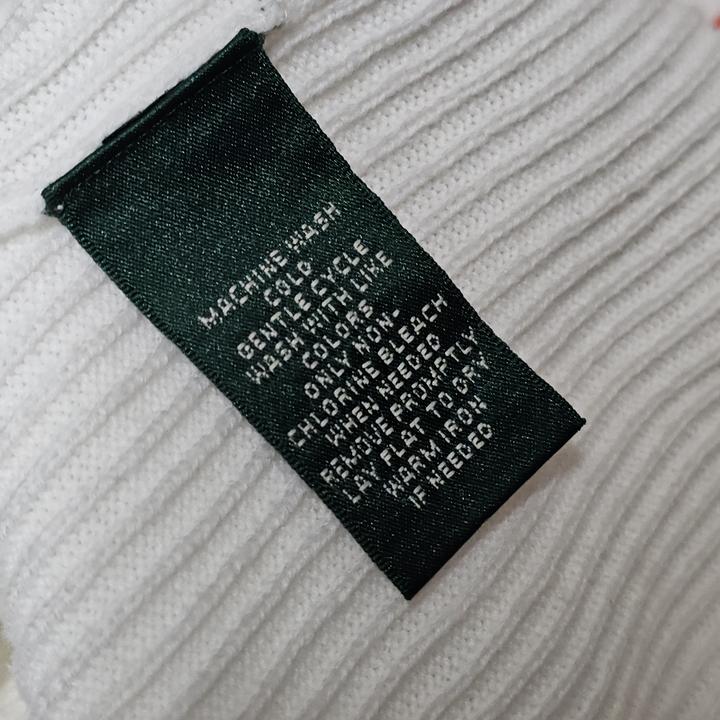 MACHINE WASH
COLD
GENTLE CYCLE
WASH WITH LIKE
COLORS
ONLY NON-
CHLORINE BLEACH
WHEN NEEDED
REMOVE PROMPTLY
LAY FLAT TO DRY
WARM IRON
IF NEEDED